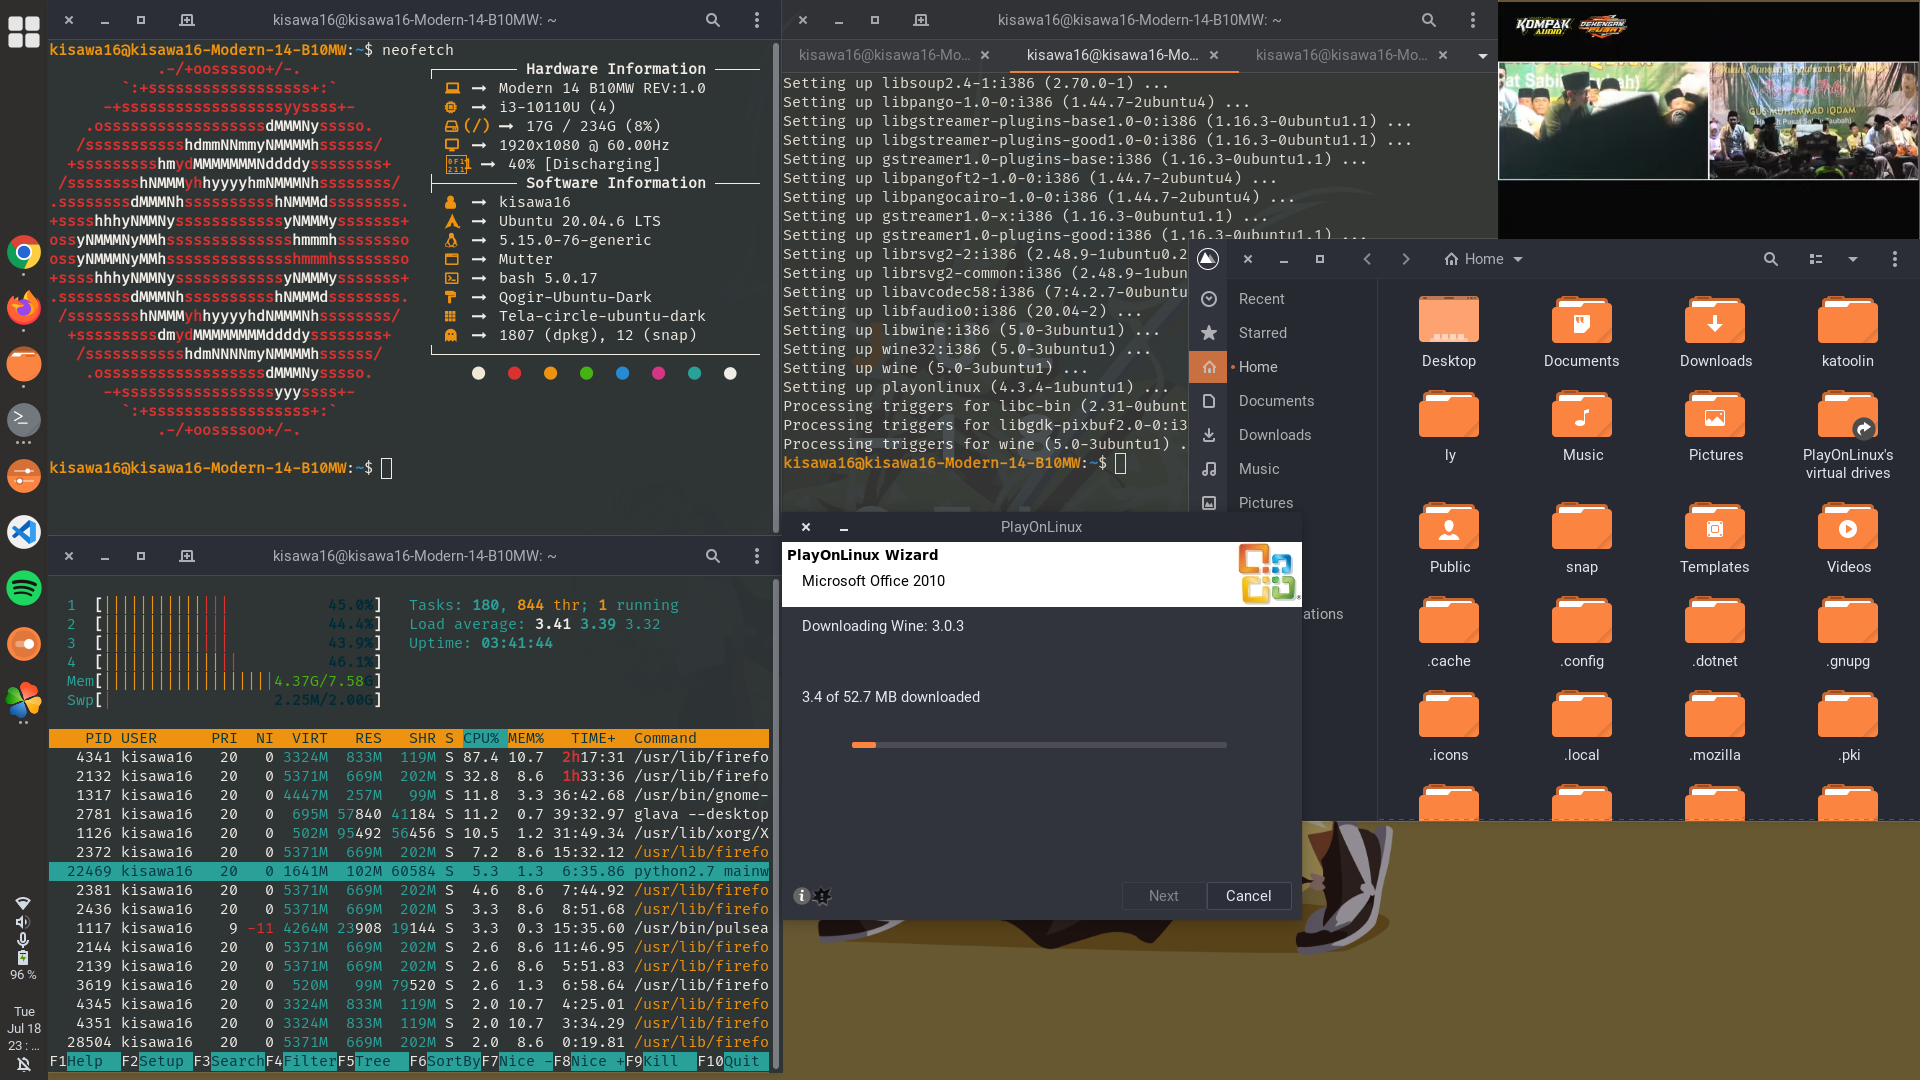 kisawa16@kisawa16-Modern-14-B10MW: ~
kisawa16@kisawa16-Modern-14-B10MW:~$ neofetch
.-/+oossssoo+/-.
`:+ssssssssssssssssss+:`
-+ssssssssssssssssssyyssss+-
.ossssssssssssssssssdMMMNysssso.
/ssssssssssshdmmNNmmyNMMMMhssssss/
+ssssssssshmydMMMMMMMNddddyssssssss+
/sssssssshNMMMyhhyyyyhmNMMMNhssssssss/
.ssssssssdMMMNhsssssssssshNMMMdssssssss.
+sssshhhyNMMNyssssssssssssyNMMMysssssss+
ossyNMMMNyMMhsssssssssssssshmmmhssssssso
ossyNMMMNyMMhsssssssssssssshmmmhssssssso
+sssshhhyNMMNyssssssssssssyNMMMysssssss+
.ssssssssdMMMNhsssssssssshNMMMdssssssss.
/sssssssshNMMMyhhyyyyhdNMMMNhssssssss/
+sssssssssdmydMMMMMMMMddddyssssssss+
/ssssssssssshdmNNNNmyNMMMMhssssss/
.ossssssssssssssssssdMMMNysssso.
-+sssssssssssssssssyyyssss+-
`:+ssssssssssssssssss+:`
.-/+oossssoo+/-.
Hardware Information
Modern 14 B10MW REV:1.0
i3-10110U (4)
(/) 17G / 234G (8%)
1920x1080 @ 60.00Hz
40% [Discharging]
Software Information
kisawa16
Ubuntu 20.04.6 LTS
5.15.0-76-generic
Mutter
bash 5.0.17
Qogir-Ubuntu-Dark
Tela-circle-ubuntu-dark
1807 (dpkg), 12 (snap)
kisawa16@kisawa16-Modern-14-B10MW:~$
kisawa16@kisawa16-Modern-14-B10MW: ~
kisawa16@kisawa16-Mo... kisawa16@kisawa16-Mo... kisawa16@kisawa16-Mo...
Setting up libsoup2.4-1:i386 (2.70.0-1) ...
Setting up libpango-1.0-0:i386 (1.44.7-2ubuntu4) ...
Setting up libgstreamer-plugins-base1.0-0:i386 (1.16.3-0ubuntu1.1) ...
Setting up libgstreamer-plugins-good1.0-0:i386 (1.16.3-0ubuntu1.1) ...
Setting up gstreamer1.0-plugins-base:i386 (1.16.3-0ubuntu1.1) ...
Setting up libpangoft2-1.0-0:i386 (1.44.7-2ubuntu4) ...
Setting up libpangocairo-1.0-0:i386 (1.44.7-2ubuntu4) ...
Setting up gstreamer1.0-x:i386 (1.16.3-0ubuntu1.1) ...
Setting up gstreamer1.0-plugins-good:i386 (1.16.3-0ubuntu1.1) ...
Setting up librsvg2-2:i386 (2.48.9-1ubuntu0.2
Setting up librsvg2-common:i386 (2.48.9-1ubun
Setting up libavcodec58:i386 (7:4.2.7-0ubuntu
Setting up libfaudio0:i386 (20.04-2) ...
Setting up libwine:i386 (5.0-3ubuntu1) ...
Setting up wine32:i386 (5.0-3ubuntu1) ...
Setting up wine (5.0-3ubuntu1) ...
Setting up playonlinux (4.3.4-1ubuntu1) ...
Processing triggers for libc-bin (2.31-0ubunt
Processing triggers for libgdk-pixbuf2.0-0:i3
Processing triggers for wine (5.0-3ubuntu1) .
kisawa16@kisawa16-Modern-14-B10MW:~$
KOMPAK
AUDIO
DEKENGAN
PUSAT
GUS MUHAMMAD IQDAM
Home
Recent
Starred
Home
Documents
Downloads
Music
Pictures
ations
Desktop Documents Downloads katoolin
ly Music Pictures PlayOnLinux's
virtual drives
Public snap Templates Videos
.cache .config .dotnet .gnupg
.icons .local .mozilla .pki
PlayOnLinux
PlayOnLinux Wizard
Microsoft Office 2010
Downloading Wine: 3.0.3
3.4 of 52.7 MB downloaded
Next Cancel
kisawa16@kisawa16-Modern-14-B10MW: ~
1 [ 45.0%] Tasks: 180, 844 thr; 1 running
2 [ 44.4%] Load average: 3.41 3.39 3.32
3 [ 43.9%] Uptime: 03:41:44
4 [ 46.1%]
Mem[ 4.37G/7.58G]
Swp[ 2.25M/2.00G]
PID USER PRI NI VIRT RES SHR S CPU% MEM% TIME+ Command
4341 kisawa16 20 0 3324M 833M 119M S 87.4 10.7 2h17:31 /usr/lib/firefo
2132 kisawa16 20 0 5371M 669M 202M S 32.8 8.6 1h33:36 /usr/lib/firefo
1317 kisawa16 20 0 4447M 257M 99M S 11.8 3.3 36:42.68 /usr/bin/gnome-
2781 kisawa16 20 0 695M 57840 41184 S 11.2 0.7 39:32.97 glava --desktop
1126 kisawa16 20 0 502M 95492 56456 S 10.5 1.2 31:49.34 /usr/lib/xorg/X
2372 kisawa16 20 0 5371M 669M 202M S 7.2 8.6 15:32.12 /usr/lib/firefo
22469 kisawa16 20 0 1641M 102M 60584 S 5.3 1.3 6:35.86 python2.7 mainw
2381 kisawa16 20 0 5371M 669M 202M S 4.6 8.6 7:44.92 /usr/lib/firefo
2436 kisawa16 20 0 5371M 669M 202M S 3.3 8.6 8:51.68 /usr/lib/firefo
1117 kisawa16 9 -11 4264M 23908 19144 S 3.3 0.3 15:35.60 /usr/bin/pulsea
2144 kisawa16 20 0 5371M 669M 202M S 2.6 8.6 11:46.95 /usr/lib/firefo
2139 kisawa16 20 0 5371M 669M 202M S 2.6 8.6 5:51.83 /usr/lib/firefo
3619 kisawa16 20 0 520M 99M 79520 S 2.6 1.3 6:58.64 /usr/lib/firefo
4345 kisawa16 20 0 3324M 833M 119M S 2.0 10.7 4:25.01 /usr/lib/firefo
4351 kisawa16 20 0 3324M 833M 119M S 2.0 10.7 3:34.29 /usr/lib/firefo
28504 kisawa16 20 0 5371M 669M 202M S 2.0 8.6 0:19.81 /usr/lib/firefo
F1Help F2Setup F3SearchF4FilterF5Tree F6SortByF7Nice -F8Nice +F9Kill F10Quit
96 %
Tue
Jul 18
23 : ...